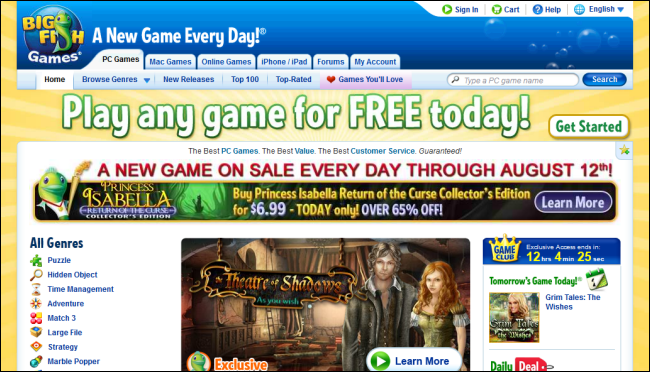 Sign In
Cart
Help
English
BIG
FISH
Games®
A New Game Every Day!®
PC Games
Mac Games
Online Games
iPhone / iPad
Forums
My Account
Home
Browse Genres
New Releases
Top 100
Top-Rated
Games You'll Love
Type a PC game name
Search
Play any game for FREE today!
Get Started
The Best PC Games. The Best Value. The Best Customer Service. Guaranteed!
A NEW GAME ON SALE EVERY DAY THROUGH AUGUST 12th!
PRINCESS
ISABELLA
RETURN OF THE CURSE
COLLECTOR'S EDITION
Buy Princess Isabella Return of the Curse Collector's Edition
for $6.99 - TODAY only! OVER 65% OFF!
Learn More
All Genres
Puzzle
Hidden Object
Time Management
Adventure
Match 3
Large File
Strategy
Marble Popper
The Theatre of Shadows
As you wish
BIG
FISH
Exclusive
Learn More
GAME
CLUB
Exclusive Access ends in:
12 hrs 4 min 25 sec
Tomorrow's Game Today!
Grim Tales
The Wishes
Grim Tales: The
Wishes
Daily Deal